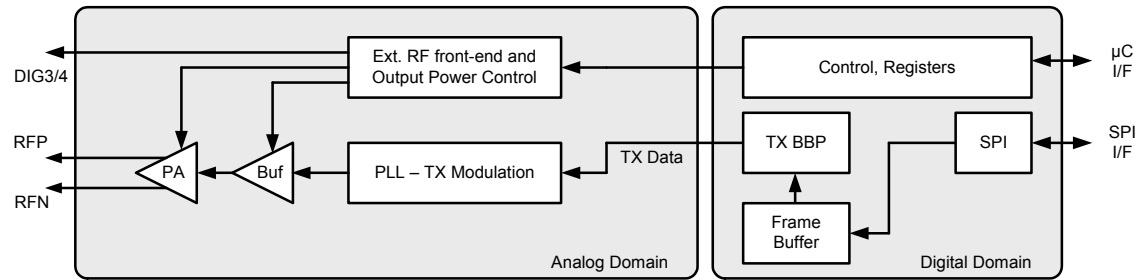 Ext. RF front-end and
Output Power Control
Control, Registers
µC
I/F
DIG3/4
RFP
RFN
PA
Buf
PLL – TX Modulation
TX Data
TX BBP
SPI
SPI
I/F
Frame
Buffer
Analog Domain
Digital Domain